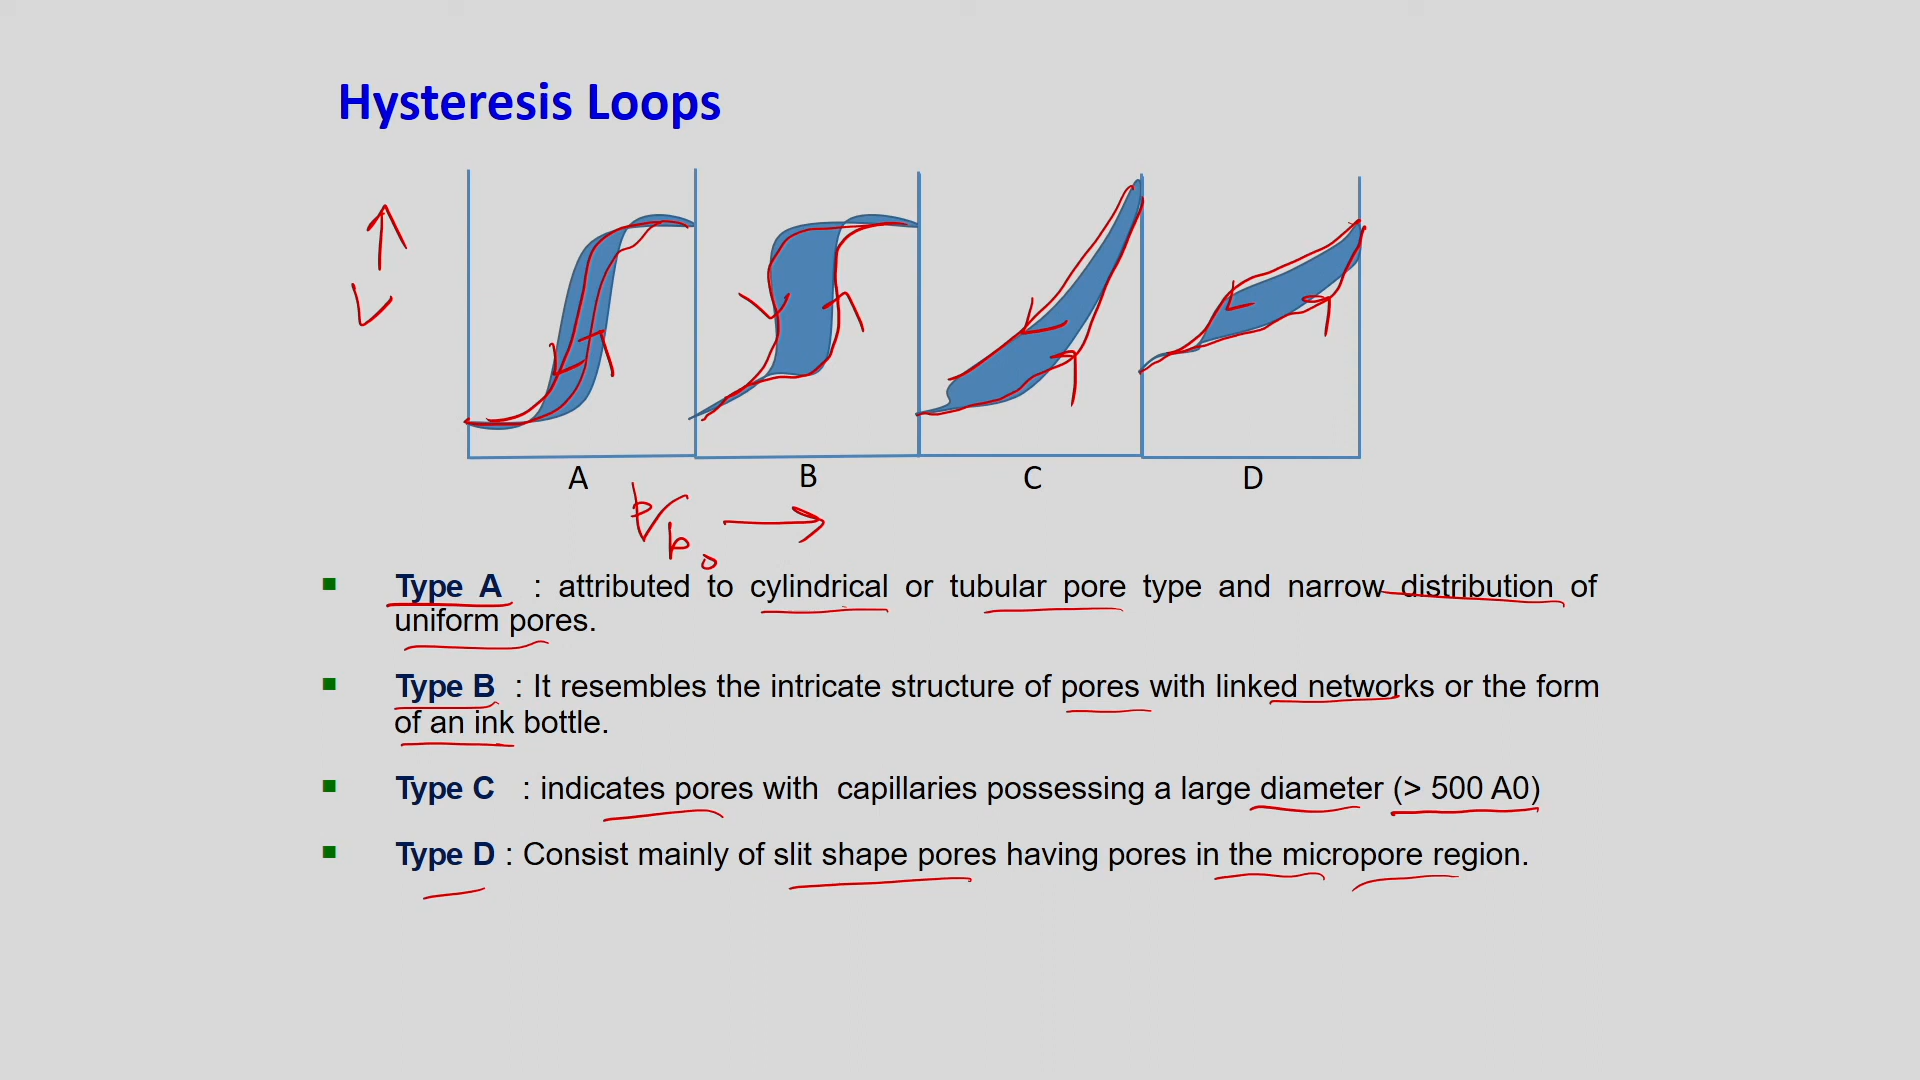 Hysteresis Loops
V
A
B
C
D
p/p₀
Type A : attributed to cylindrical or tubular pore type and narrow distribution of
uniform pores.
Type B : It resembles the intricate structure of pores with linked networks or the form
of an ink bottle.
Type C : indicates pores with capillaries possessing a large diameter (> 500 A0)
Type D : Consist mainly of slit shape pores having pores in the micropore region.